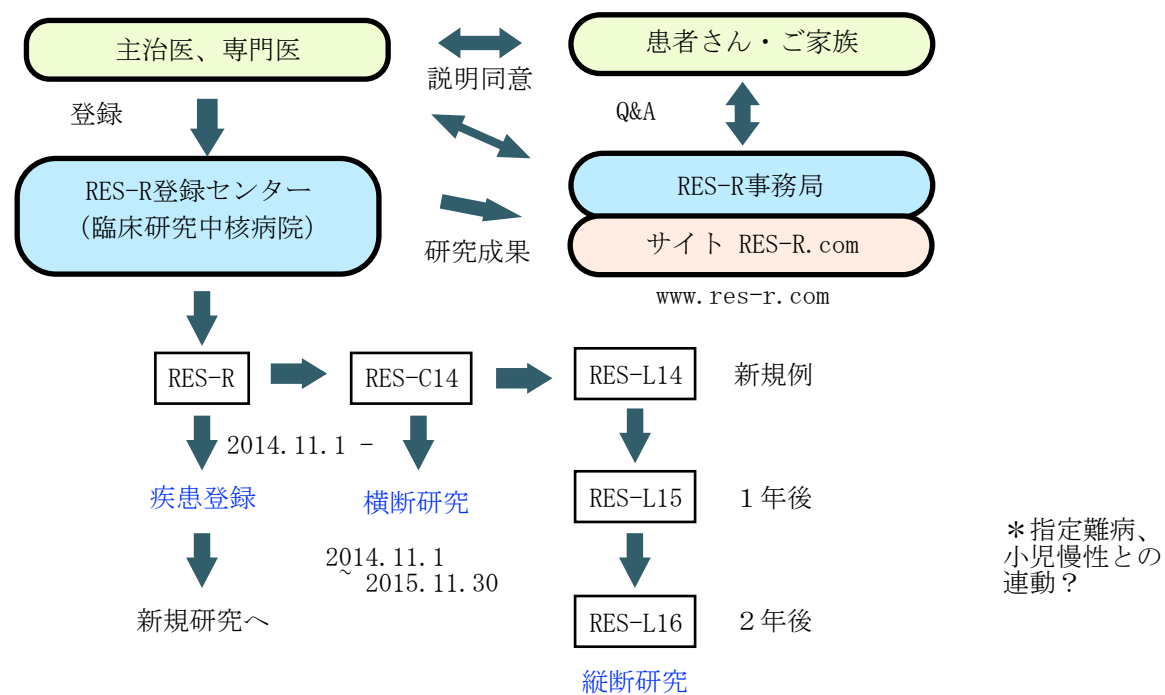 主治医、専門医
患者さん・ご家族
説明同意
登録
Q&A
RES-R登録センター
(臨床研究中核病院)
RES-R事務局
サイト RES-R.com
研究成果
www.res-r.com
RES-R
RES-C14
RES-L14
新規例
2014.11.1 -
疾患登録
横断研究
RES-L15
1年後
2014.11.1
~ 2015.11.30
*指定難病、
小児慢性との
連動?
新規研究へ
RES-L16
2年後
縦断研究